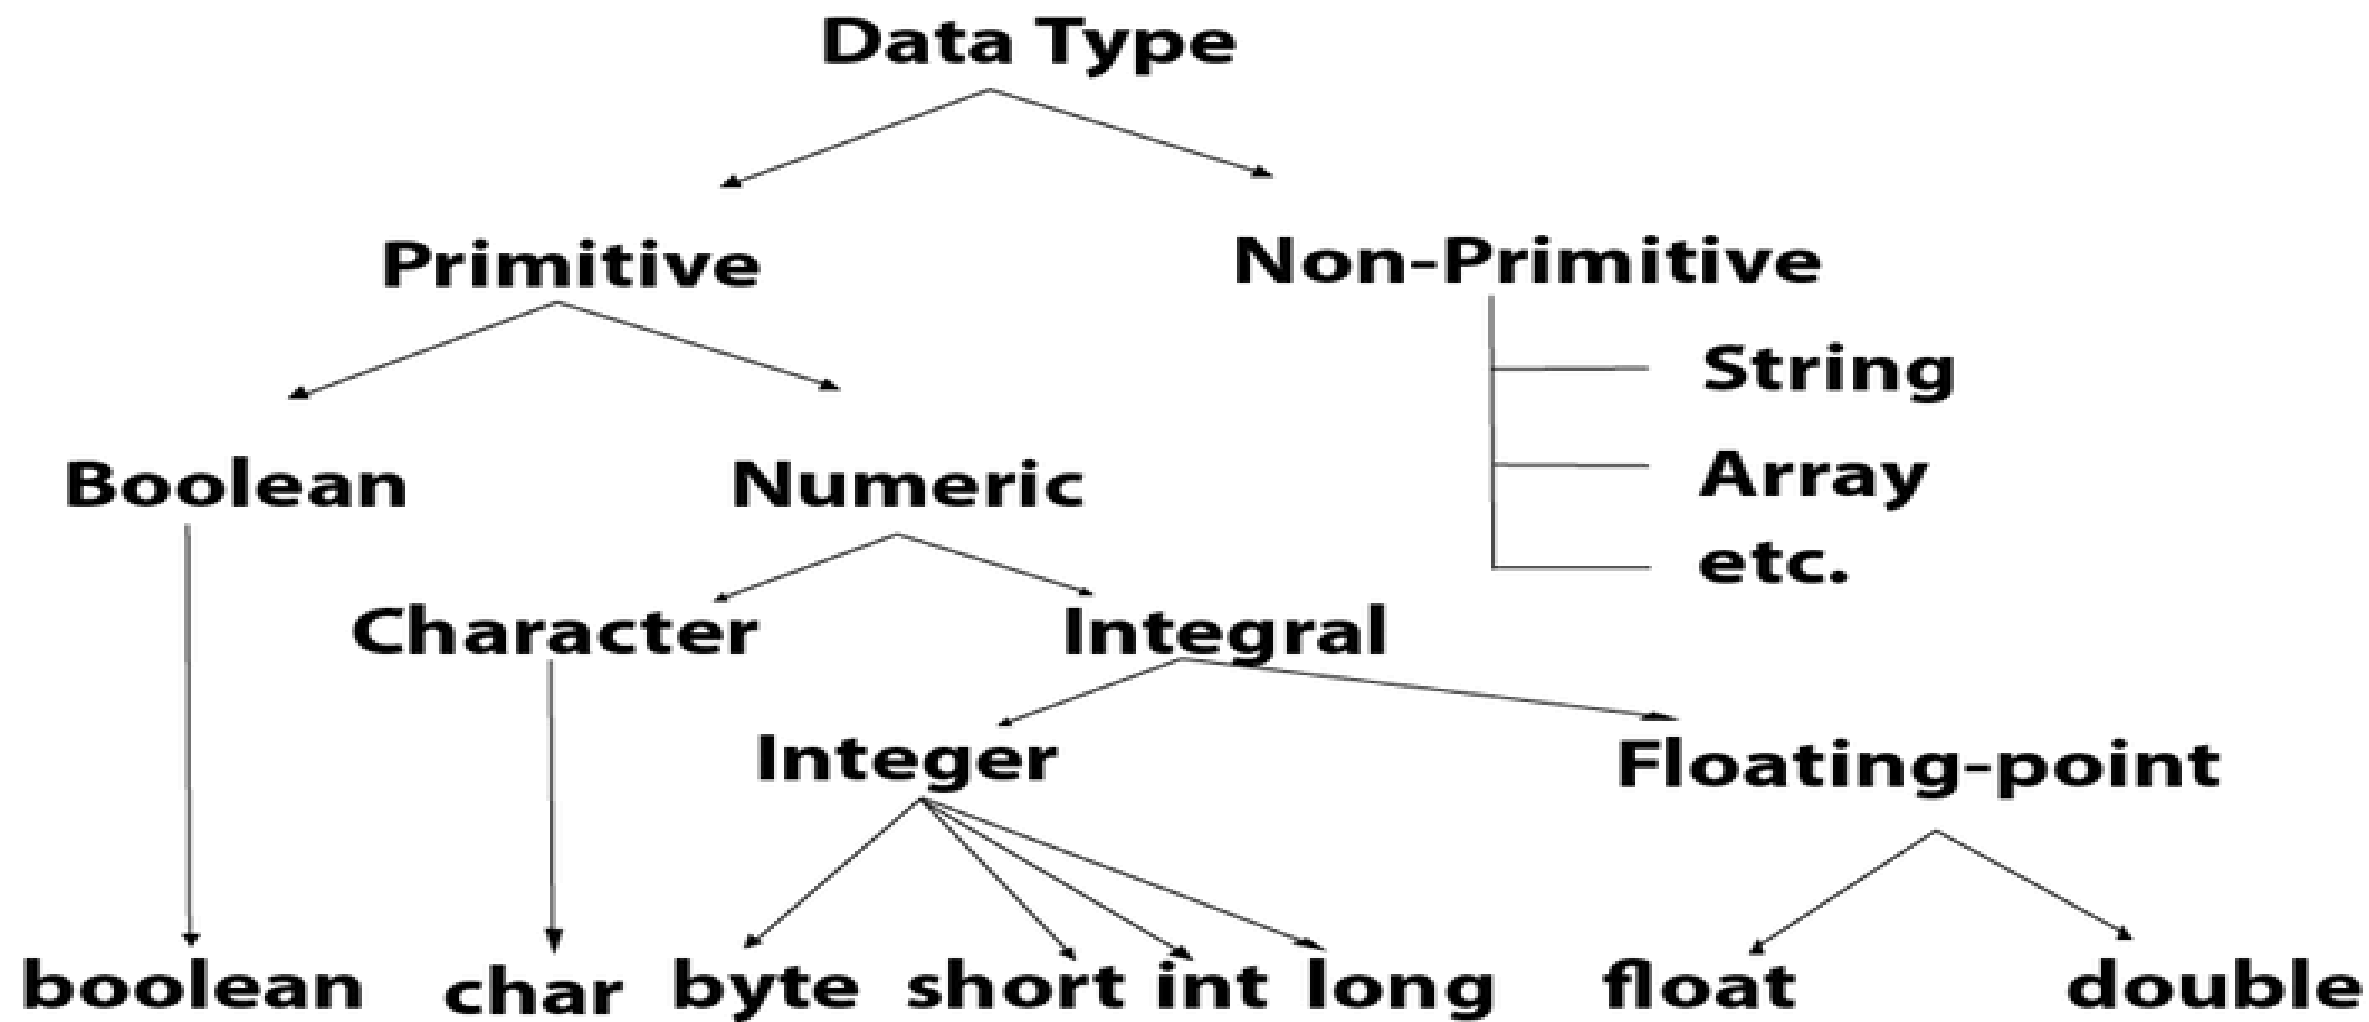 Data Type
Primitive
Non-Primitive
String
Array
etc.
Boolean
Numeric
Character
Integral
Integer
Floating-point
boolean
char
byte
short
int
long
float
double